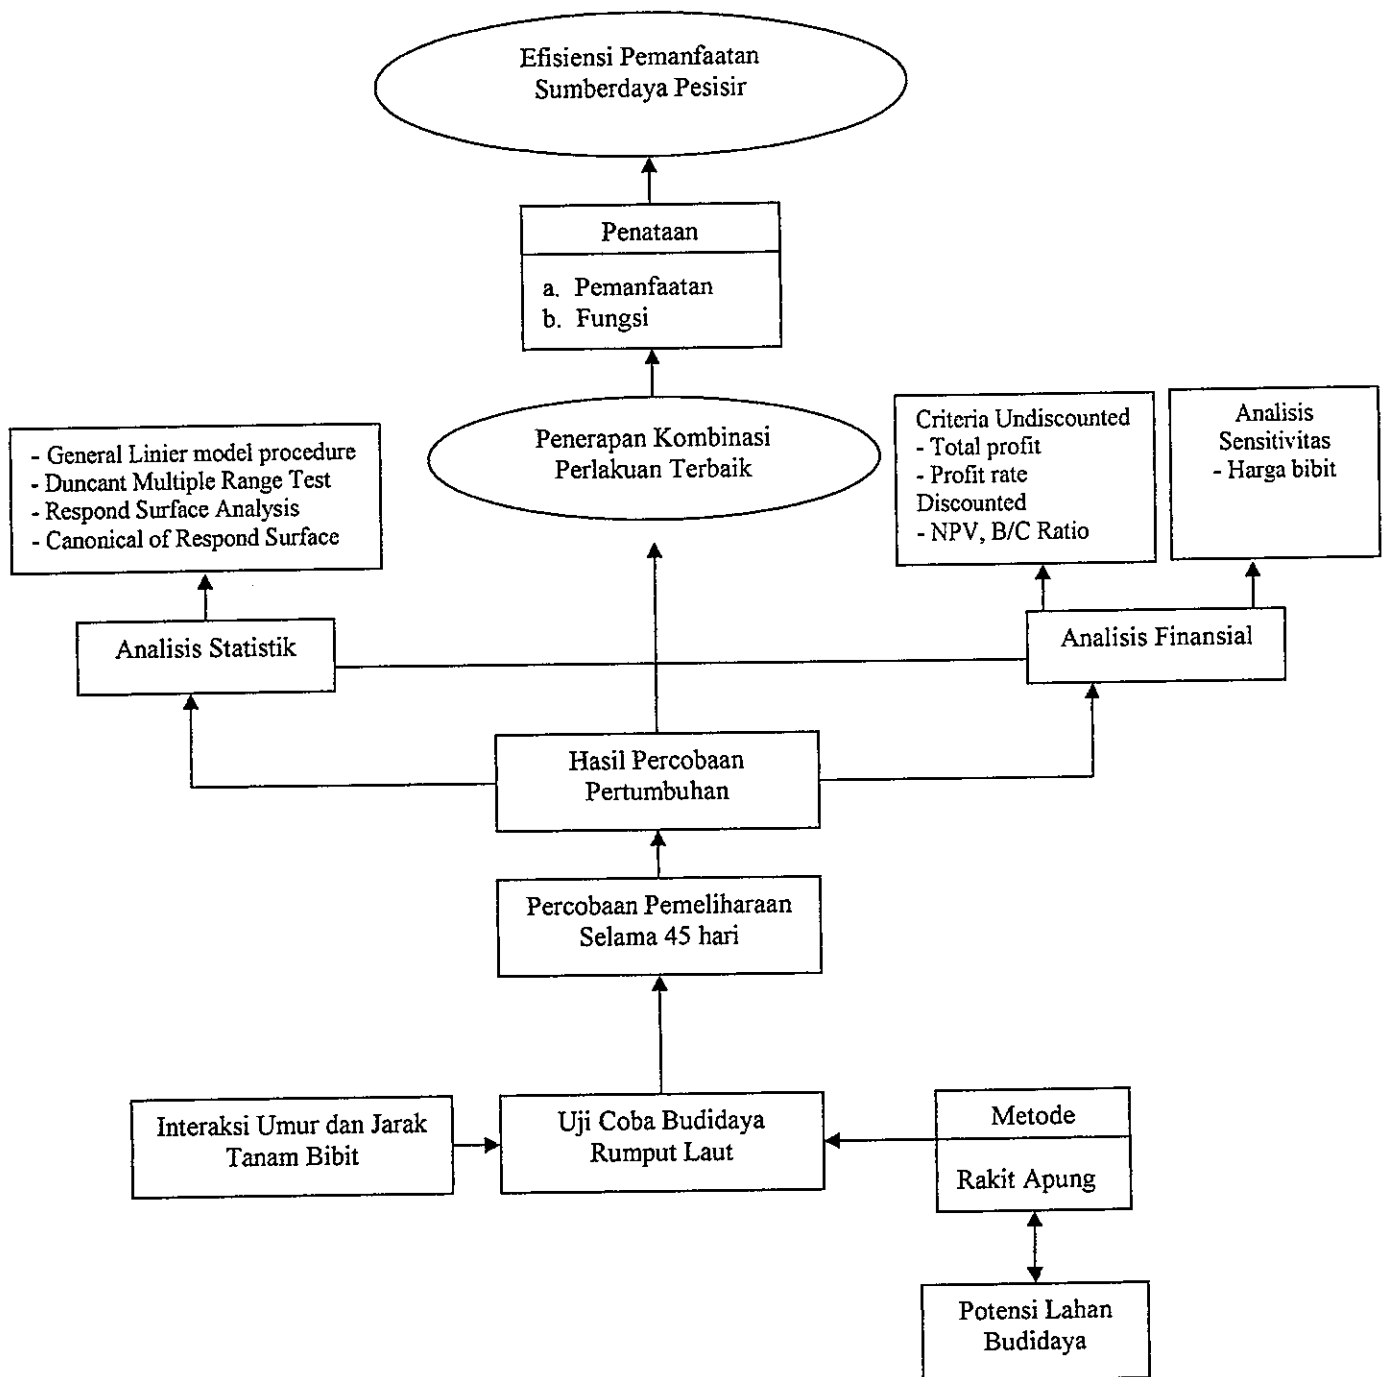 Efisiensi Pemanfaatan
Sumberdaya Pesisir
Penataan
a. Pemanfaatan
b. Fungsi
Penerapan Kombinasi
Perlakuan Terbaik
- General Linier model procedure
- Duncant Multiple Range Test
- Respond Surface Analysis
- Canonical of Respond Surface
Criteria Undiscounted
- Total profit
- Profit rate
Discounted
- NPV, B/C Ratio
Analisis
Sensitivitas
- Harga bibit
Analisis Statistik
Analisis Finansial
Hasil Percobaan
Pertumbuhan
Percobaan Pemeliharaan
Selama 45 hari
Interaksi Umur dan Jarak
Tanam Bibit
Uji Coba Budidaya
Rumput Laut
Metode
Rakit Apung
Potensi Lahan
Budidaya